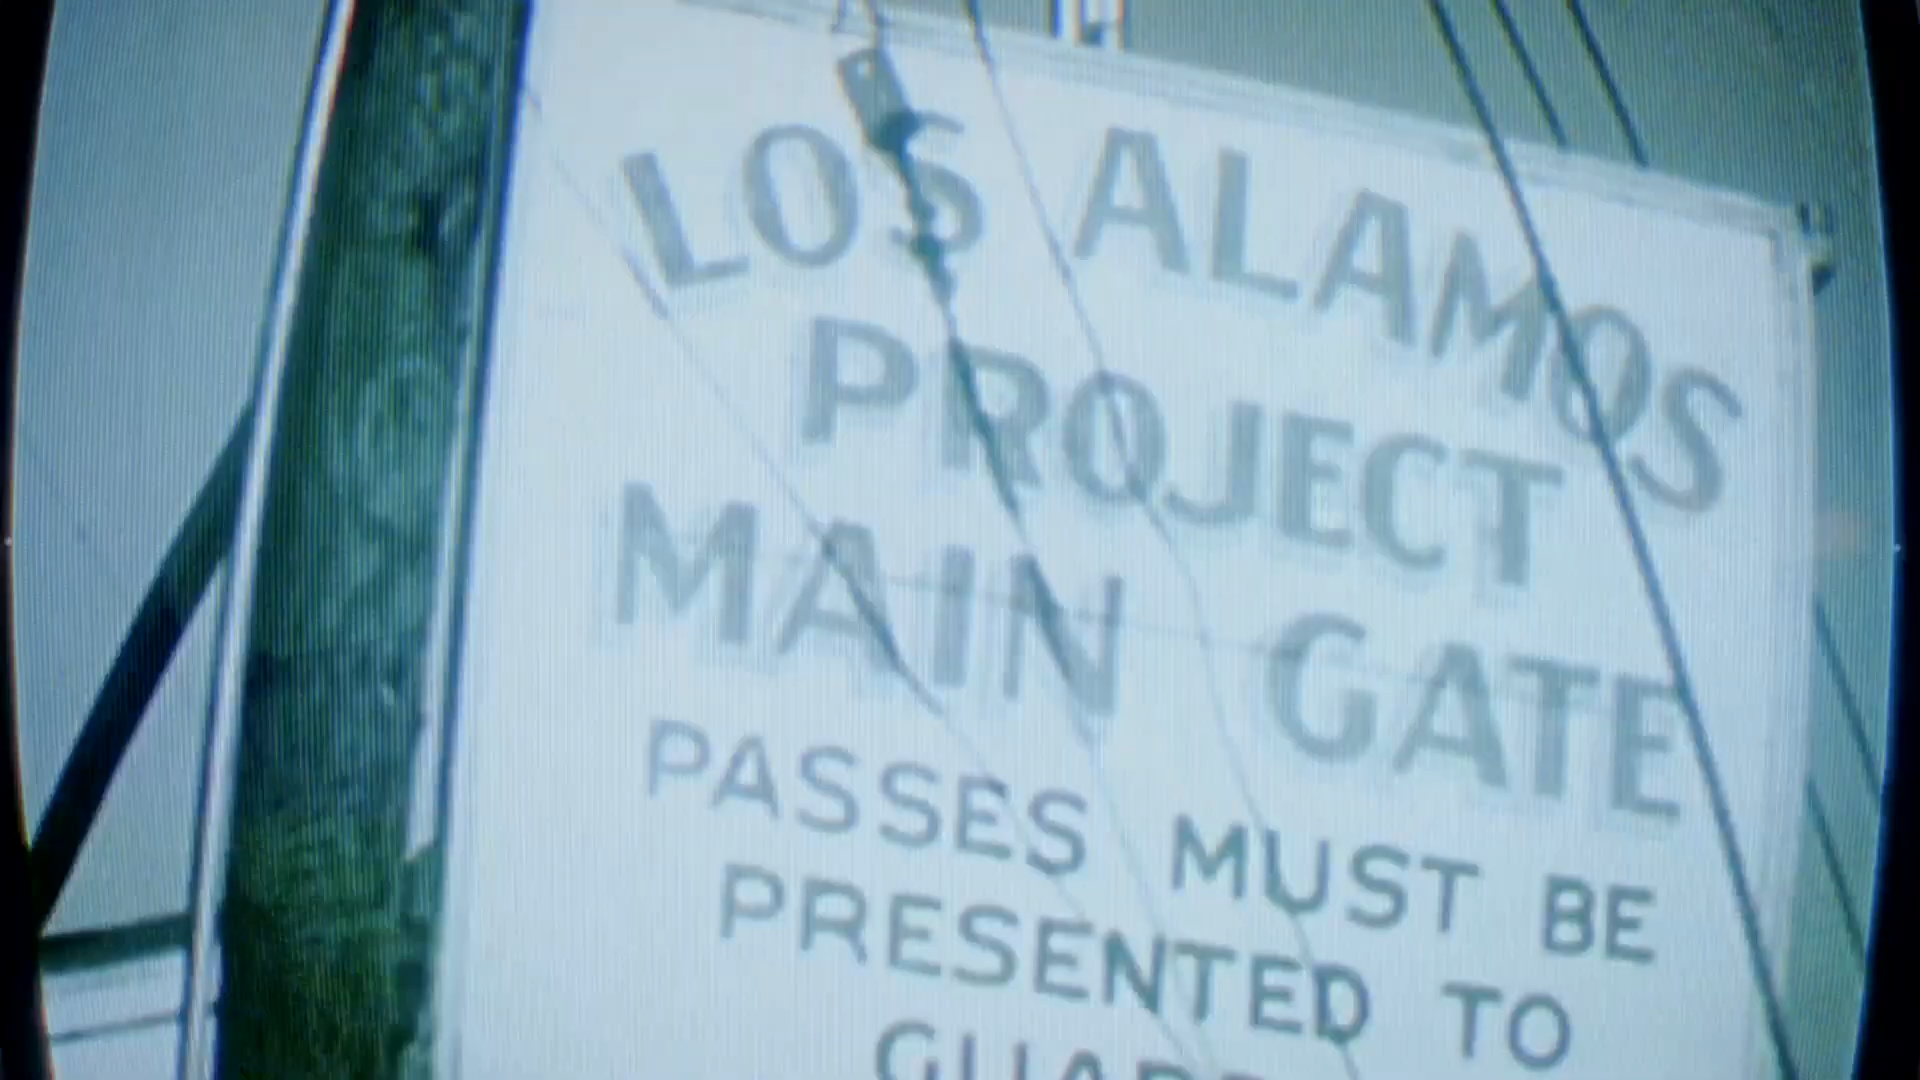 LOS ALAMOS
PROJECT
MAIN GATE
PASSES MUST BE
PRESENTED TO